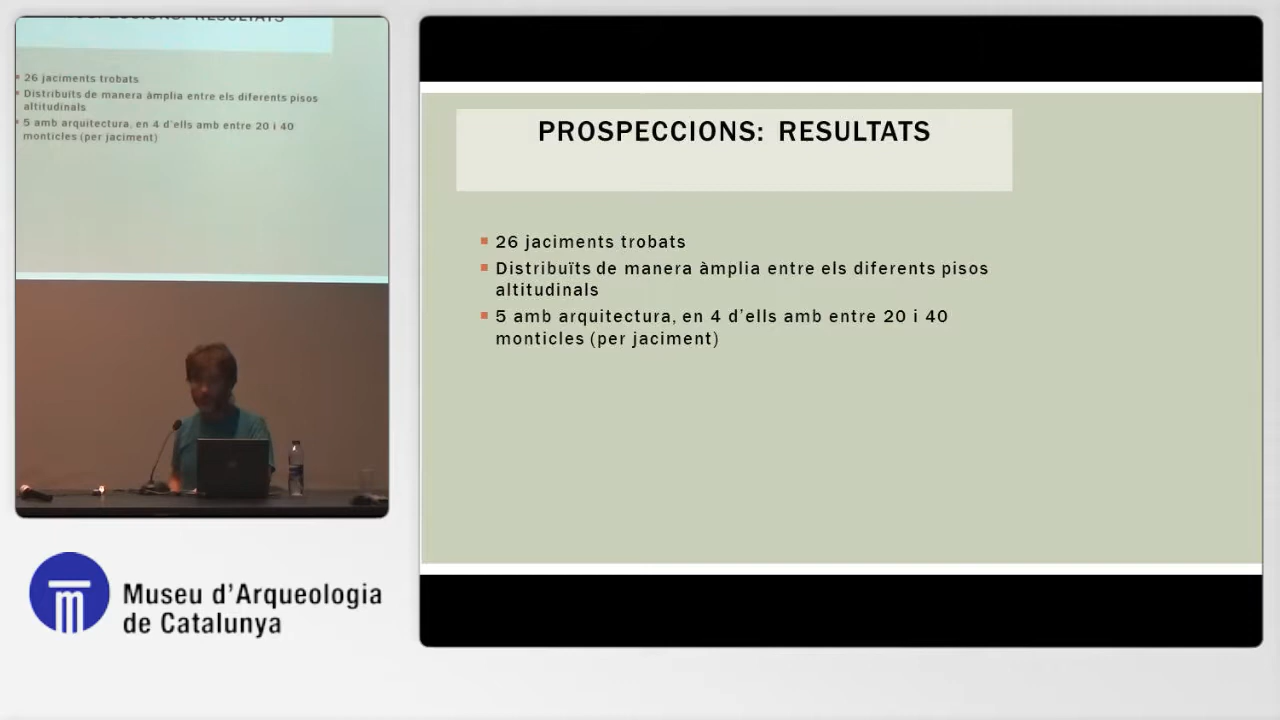 PROSPECCIONS: RESULTATS
26 jaciments trobats
Distribuïts de manera àmplia entre els diferents pisos
altitudinals
5 amb arquitectura, en 4 d'ells amb entre 20 i 40
monticles (per jaciment)
PROSPECCIONS: RESULTATS
26 jaciments trobats
Distribuïts de manera àmplia entre els diferents pisos
altitudinals
5 amb arquitectura, en 4 d'ells amb entre 20 i 40
monticles (per jaciment)
m
Museu d'Arqueologia
de Catalunya